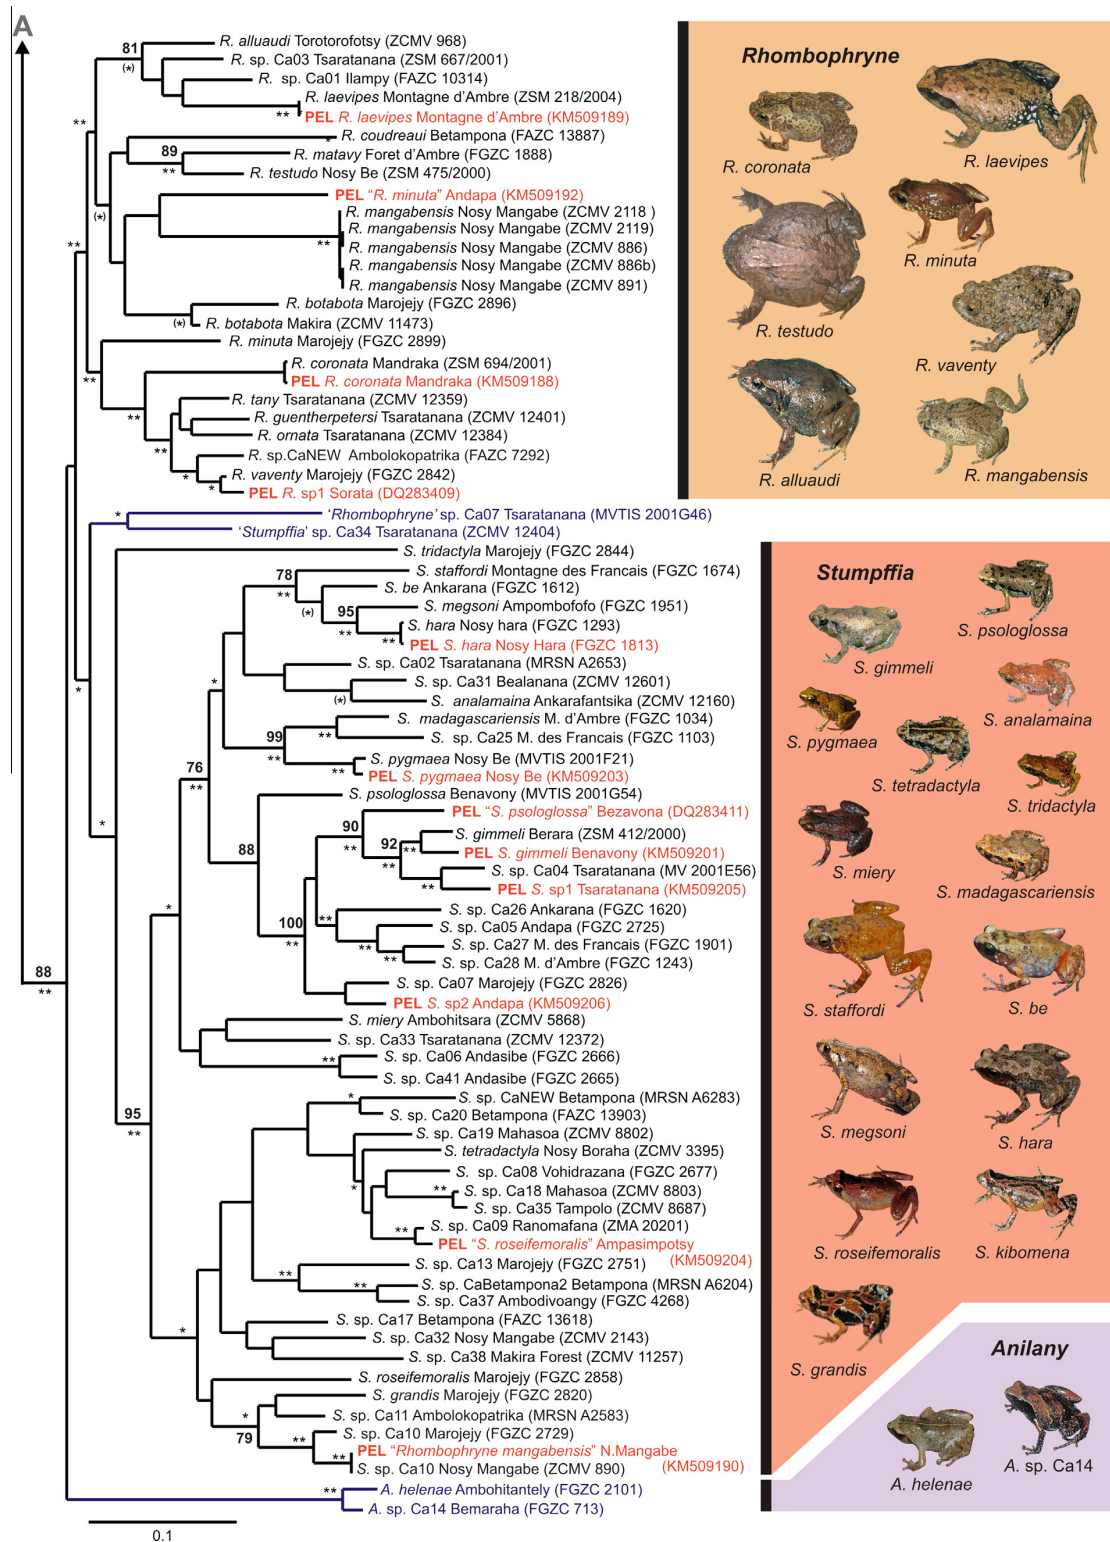 A
R. alluaudi Torotorofotsy (ZCMV 968)
81
(*)
R. sp. Ca03 Tsaratanana (ZSM 667/2001)
R. sp. Ca01 Ilampy (FAZC 10314)
R. laevipes Montagne d'Ambre (ZSM 218/2004)
**
PEL R. laevipes Montagne d'Ambre (KM509189)
**
R. coudreaui Betampona (FAZC 13887)
89
R. matavy Foret d'Ambre (FGZC 1888)
**
R. testudo Nosy Be (ZSM 475/2000)
PEL "R. minuta" Andapa (KM509192)
(*)
R. mangabensis Nosy Mangabe (ZCMV 2118 )
R. mangabensis Nosy Mangabe (ZCMV 2119)
**
**
R. mangabensis Nosy Mangabe (ZCMV 886)
R. mangabensis Nosy Mangabe (ZCMV 886b)
R. mangabensis Nosy Mangabe (ZCMV 891)
R. botabota Marojejy (FGZC 2896)
(*)
R. botabota Makira (ZCMV 11473)
R. minuta Marojejy (FGZC 2899)
**
R. coronata Mandraka (ZSM 694/2001)
PEL R. coronata Mandraka (KM509188)
R. tany Tsaratanana (ZCMV 12359)
**
R. guentherpetersi Tsaratanana (ZCMV 12401)
R. ornata Tsaratanana (ZCMV 12384)
**
R. sp.CaNEW Ambolokopatrika (FAZC 7292)
*
R. vaventy Marojejy (FGZC 2842)
*
PEL R. sp1 Sorata (DQ283409)
*
'Rhombophryne' sp. Ca07 Tsaratanana (MVTIS 2001G46)
'Stumpffia' sp. Ca34 Tsaratanana (ZCMV 12404)
S. tridactyla Marojejy (FGZC 2844)
78
S. staffordi Montagne des Francais (FGZC 1674)
**
S. be Ankarana (FGZC 1612)
(*)
95
S. megsoni Ampombofofo (FGZC 1951)
**
S. hara Nosy hara (FGZC 1293)
**
PEL S. hara Nosy Hara (FGZC 1813)
S. sp. Ca02 Tsaratanana (MRSN A2653)
*
*
S. sp. Ca31 Bealanana (ZCMV 12601)
(*)
S. analamaina Ankarafantsika (ZCMV 12160)
S. madagascariensis M. d'Ambre (FGZC 1034)
**
99
S. sp. Ca25 M. des Francais (FGZC 1103)
**
S. pygmaea Nosy Be (MVTIS 2001F21)
76
**
**
PEL S. pygmaea Nosy Be (KM509203)
S. psologlossa Benavony (MVTIS 2001G54)
PEL "S. psologlossa" Bezavona (DQ283411)
*
90
**
S. gimmeli Berara (ZSM 412/2000)
88
92
**
**
PEL S. gimmeli Benavony (KM509201)
S. sp. Ca04 Tsaratanana (MV 2001E56)
**
PEL S. sp1 Tsaratanana (KM509205)
*
S. sp. Ca26 Ankarana (FGZC 1620)
100
**
**
S. sp. Ca05 Andapa (FGZC 2725)
**
S. sp. Ca27 M. des Francais (FGZC 1901)
**
S. sp. Ca28 M. d'Ambre (FGZC 1243)
88
**
S. sp. Ca07 Marojejy (FGZC 2826)
PEL S. sp2 Andapa (KM509206)
S. miery Ambohitsara (ZCMV 5868)
S. sp. Ca33 Tsaratanana (ZCMV 12372)
**
S. sp. Ca06 Andasibe (FGZC 2666)
S. sp. Ca41 Andasibe (FGZC 2665)
*
S. sp. CaNEW Betampona (MRSN A6283)
95
**
S. sp. Ca20 Betampona (FAZC 13903)
S. sp. Ca19 Mahasoa (ZCMV 8802)
S. tetradactyla Nosy Boraha (ZCMV 3395)
*
S. sp. Ca08 Vohidrazana (FGZC 2677)
**
S. sp. Ca18 Mahasoa (ZCMV 8803)
S. sp. Ca35 Tampolo (ZCMV 8687)
**
S. sp. Ca09 Ranomafana (ZMA 20201)
PEL "S. roseifemoralis" Ampasimpotsy
(KM509204)
**
S. sp. Ca13 Marojejy (FGZC 2751)
**
S. sp. CaBetampona2 Betampona (MRSN A6204)
S. sp. Ca37 Ambodivoangy (FGZC 4268)
*
S. sp. Ca17 Betampona (FAZC 13618)
S. sp. Ca32 Nosy Mangabe (ZCMV 2143)
S. sp. Ca38 Makira Forest (ZCMV 11257)
S. roseifemoralis Marojejy (FGZC 2858)
S. grandis Marojejy (FGZC 2820)
*
79
S. sp. Ca11 Ambolokopatrika (MRSN A2583)
**
S. sp. Ca10 Marojejy (FGZC 2729)
PEL "Rhombophryne mangabensis" N.Mangabe
(KM509190)
**
S. sp. Ca10 Nosy Mangabe (ZCMV 890)
**
A. helenae Ambohitantely (FGZC 2101)
A. sp. Ca14 Bemaraha (FGZC 713)
0.1
Rhombophryne
R. coronata
R. laevipes
R. minuta
R. testudo
R. vaventy
R. alluaudi
R. mangabensis
Stumpffia
S. psologlossa
S. gimmeli
S. analamaina
S. pygmaea
S. tetradactyla
S. tridactyla
S. miery
S. madagascariensis
S. staffordi
S. be
S. megsoni
S. hara
S. roseifemoralis
S. kibomena
S. grandis
Anilany
A. helenae
A. sp. Ca14